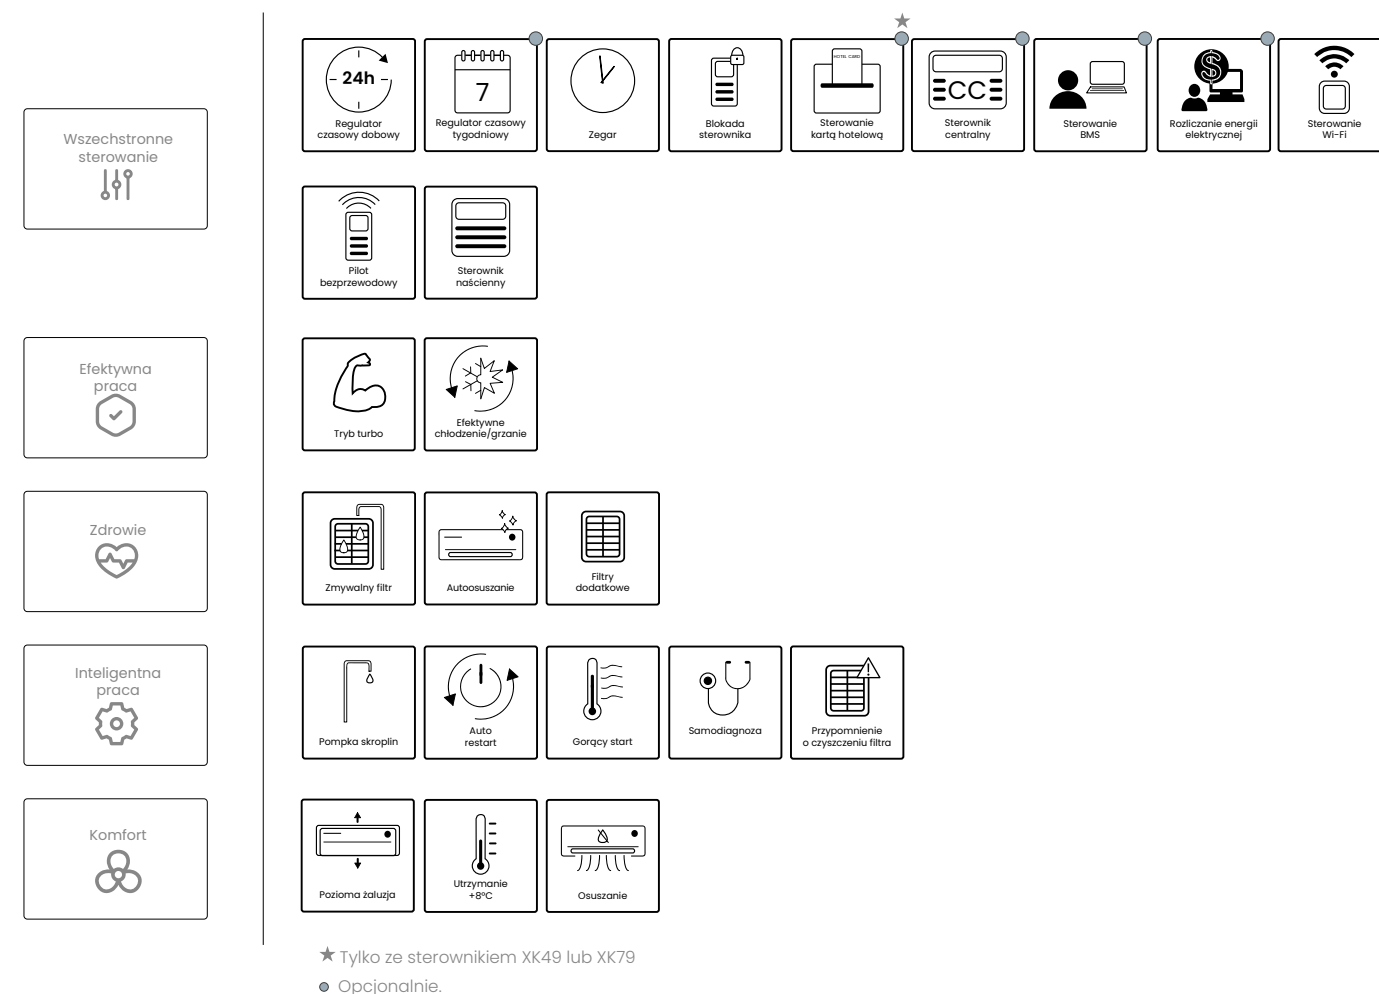 Wszechstronne
sterowanie
24h
Regulator
czasowy dobowy
7
Regulator czasowy
tygodniowy
Zegar
Blokada
sterownika
HOTEL CARD
Sterowanie
kartą hotelową
CC
Sterownik
centralny
Sterowanie
BMS
$
Rozliczanie energii
elektrycznej
Sterowanie
Wi-Fi
Pilot
bezprzewodowy
Sterownik
naścienny
Efektywna
praca
Tryb turbo
Efektywne
chłodzenie/grzanie
Zdrowie
Zmywalny filtr
Autoosuszanie
Filtry
dodatkowe
Inteligentna
praca
Pompka skroplin
Auto
restart
Gorący start
Samodiagnoza
Przypomnienie
o czyszczeniu filtra
Komfort
Pozioma żaluzja
Utrzymanie
+8°C
Osuszanie
★ Tylko ze sterownikiem XK49 lub XK79
Opcjonalnie.